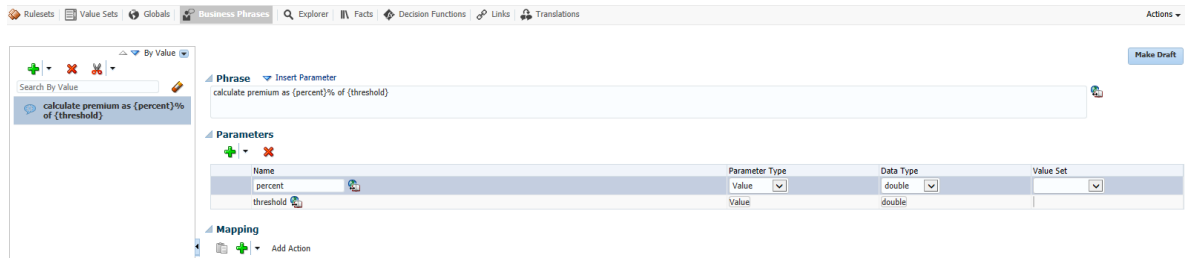 Rulesets Value Sets Globals Business Phrases Explorer Facts Decision Functions Links Translations Actions
By Value
Make Draft
Search By Value
Phrase Insert Parameter
calculate premium as {percent}% of {threshold}
calculate premium as {percent}%
of {threshold}
Parameters
Name Parameter Type Data Type Value Set
percent Value double
threshold Value double
Mapping
Add Action